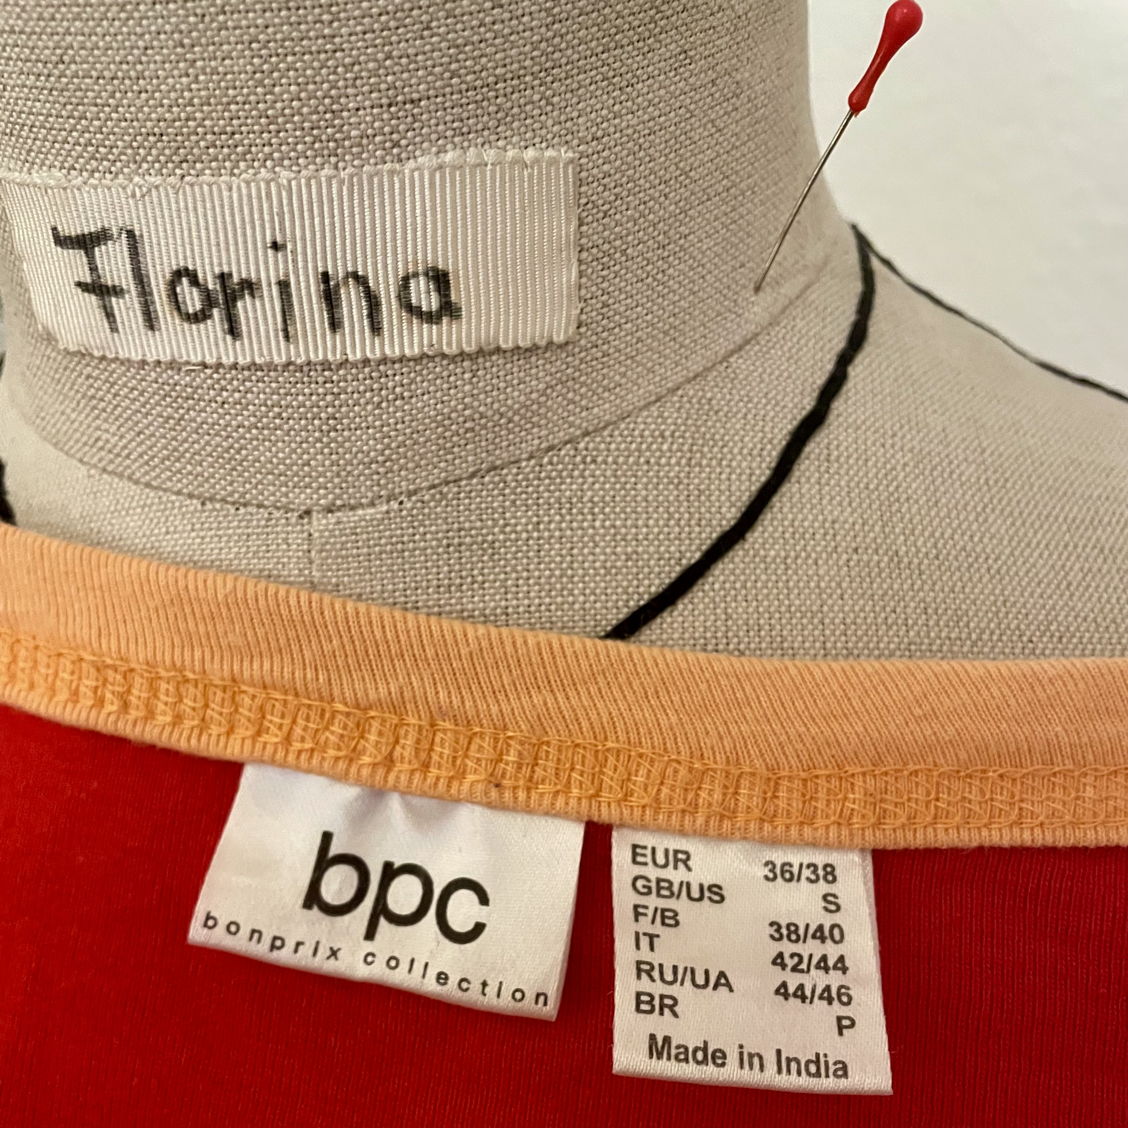 Florina
bpc
bonprix collection
EUR 36/38
GB/US S
F/B 38/40
IT 42/44
RU/UA 44/46
BR P
Made in India